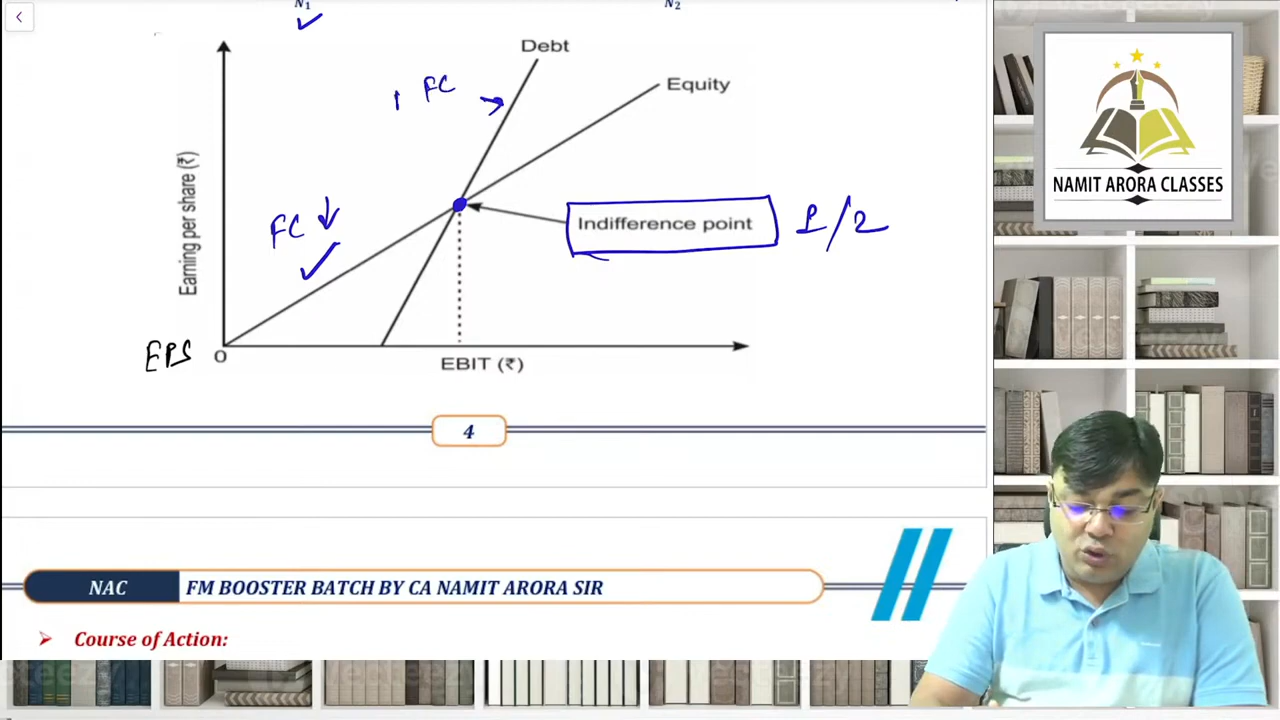 N₁ N₂
Debt
↑ FC
Equity
NAMIT ARORA CLASSES
Earning per share (₹)
FC ↓
Indifference point
1/2
EPS
O
EBIT (₹)
4
NAC
FM BOOSTER BATCH BY CA NAMIT ARORA SIR
Course of Action: